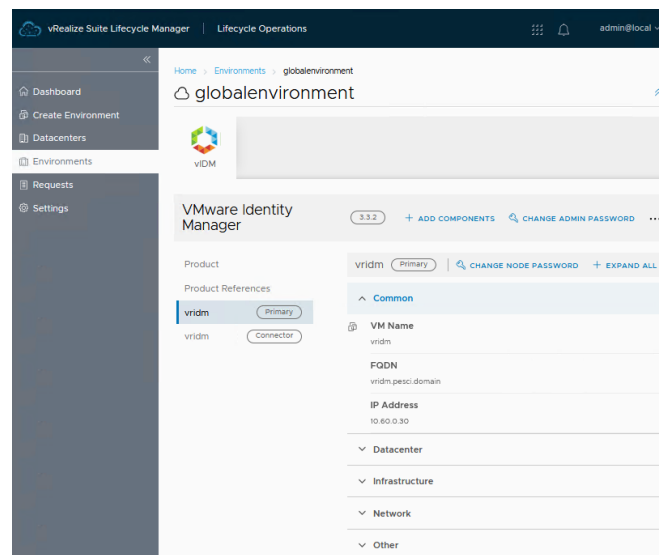 vRealize Suite Lifecycle Manager
Lifecycle Operations
admin@local
Dashboard
Create Environment
Datacenters
Environments
Requests
Settings
Home > Environments > globalenvironment
globalenvironment
vIDM
VMware Identity
Manager
3.3.2
+ ADD COMPONENTS
CHANGE ADMIN PASSWORD
...
Product
Product References
vridm Primary
vridm Connector
vridm Primary
CHANGE NODE PASSWORD
+ EXPAND ALL
Common
VM Name
vridm
FQDN
vridm.pesci.domain
IP Address
10.60.0.30
Datacenter
Infrastructure
Network
Other